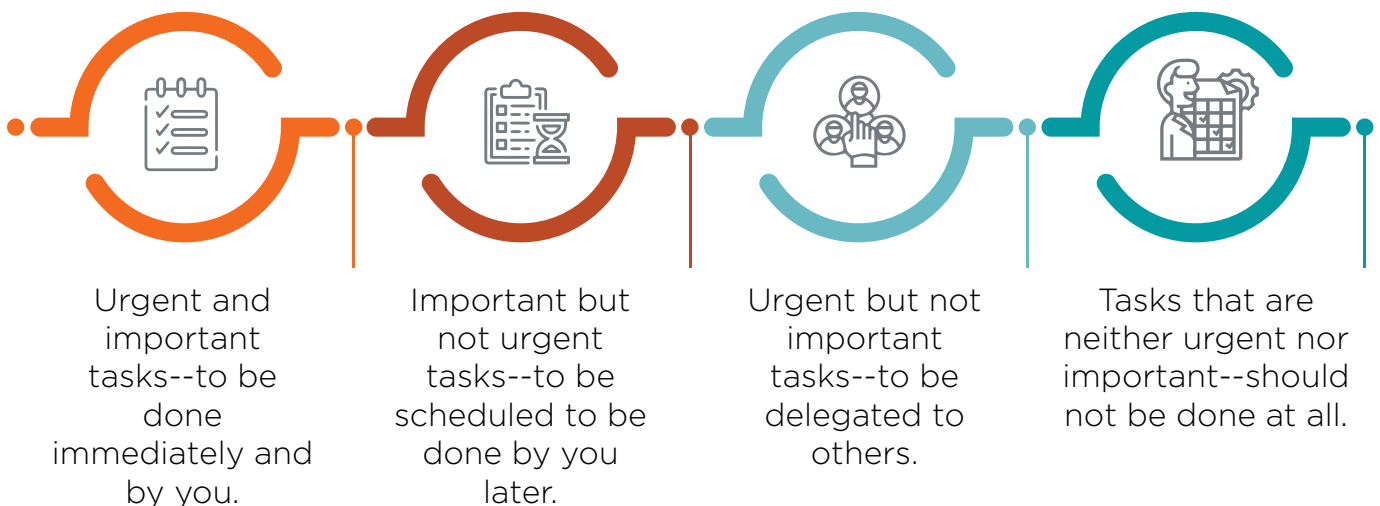 Urgent and
important
tasks--to be
done
immediately and
by you.
Important but
not urgent
tasks--to be
scheduled to be
done by you
later.
Urgent but not
important
tasks--to be
delegated to
others.
Tasks that are
neither urgent nor
important--should
not be done at all.